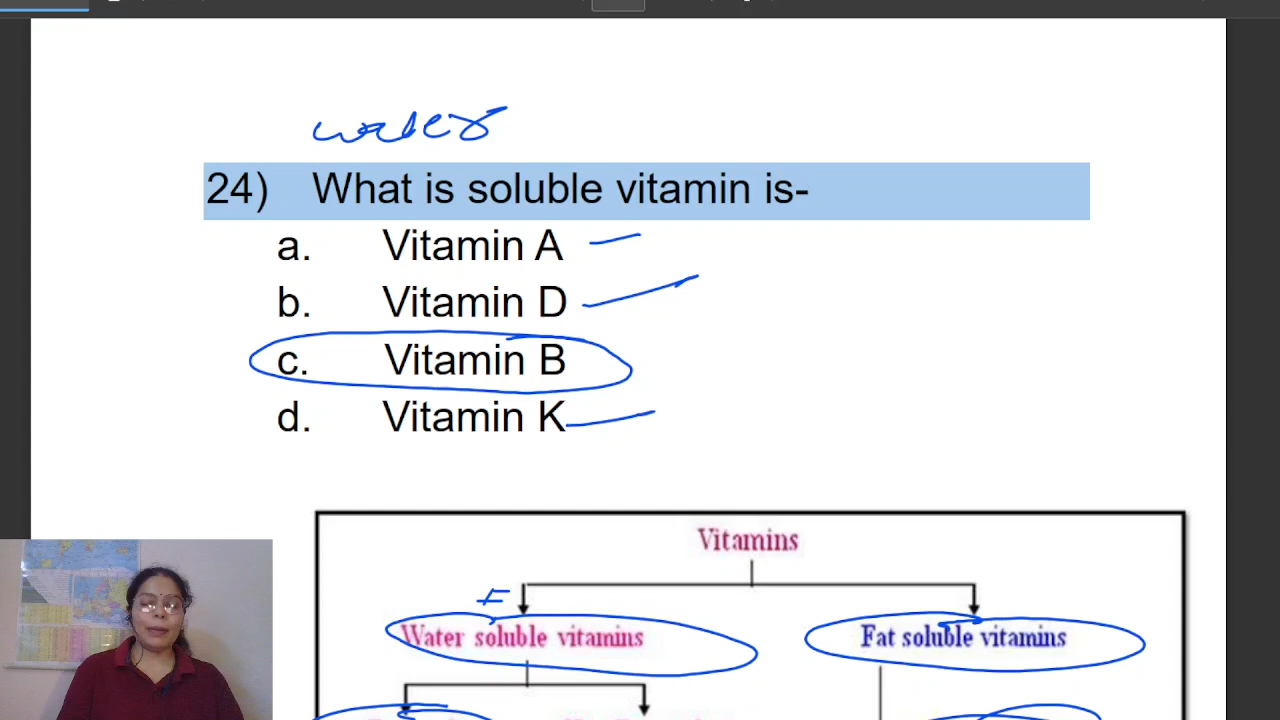 water
24) What is soluble vitamin is-
a. Vitamin A
b. Vitamin D
c. Vitamin B
d. Vitamin K
Vitamins
Water soluble vitamins Fat soluble vitamins